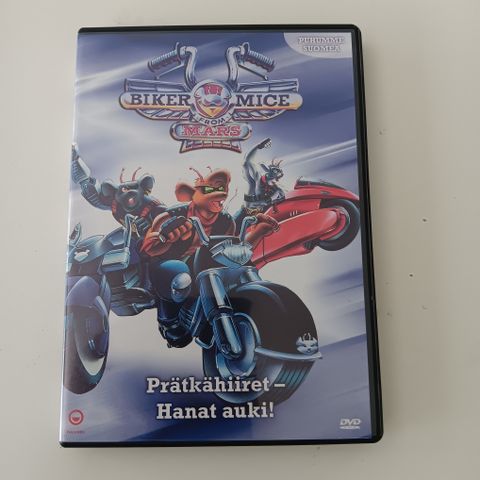 PUHUMME
SUOMEA
BIKER MICE
FROM
MARS
Prätkähiiret –
Hanat auki!
DVD